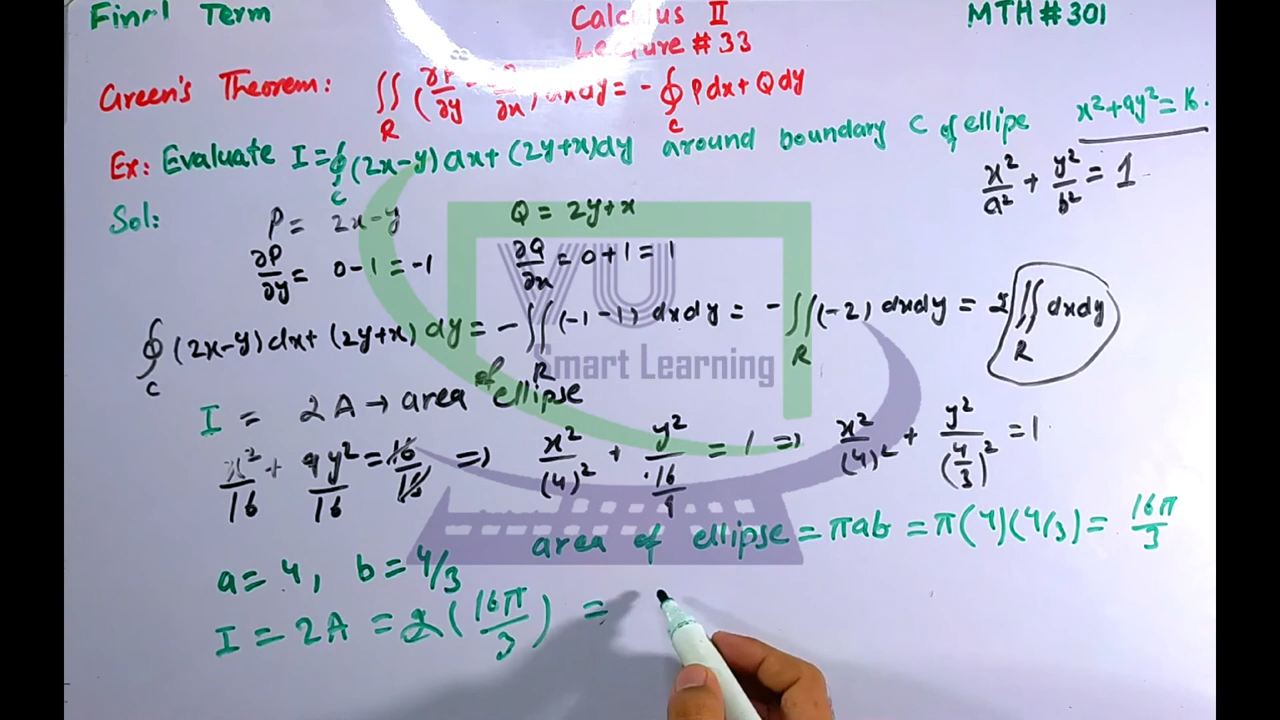 Final Term Calculus II MTH # 301
Lecture # 33
Green's Theorem: ∬_R (∂P/∂y - ∂Q/∂x) dxdy = - ∮_C Pdx + Qdy
Ex: Evaluate I = ∮_C (2x-y) dx + (2y+x) dy around boundary C of ellipe x² + 9y² = 16.
x²/a² + y²/b² = 1
Sol: P = 2x-y Q = 2y+x
∂P/∂y = 0-1 = -1 ∂Q/∂x = 0+1 = 1
∮_C (2x-y) dx + (2y+x) dy = - ∬_R (-1-1) dxdy = - ∬_R (-2) dxdy = 2 ∬_R dxdy
VU
Smart Learning
I = 2A → area of ellipse
x²/16 + 9y²/16 = 16/16 ⇒ x²/(4)² + y²/(16/9) = 1 ⇒ x²/(4)² + y²/(4/3)² = 1
area of ellipse = πab = π(4)(4/3) = 16π/3
a = 4, b = 4/3
I = 2A = 2(16π/3) =